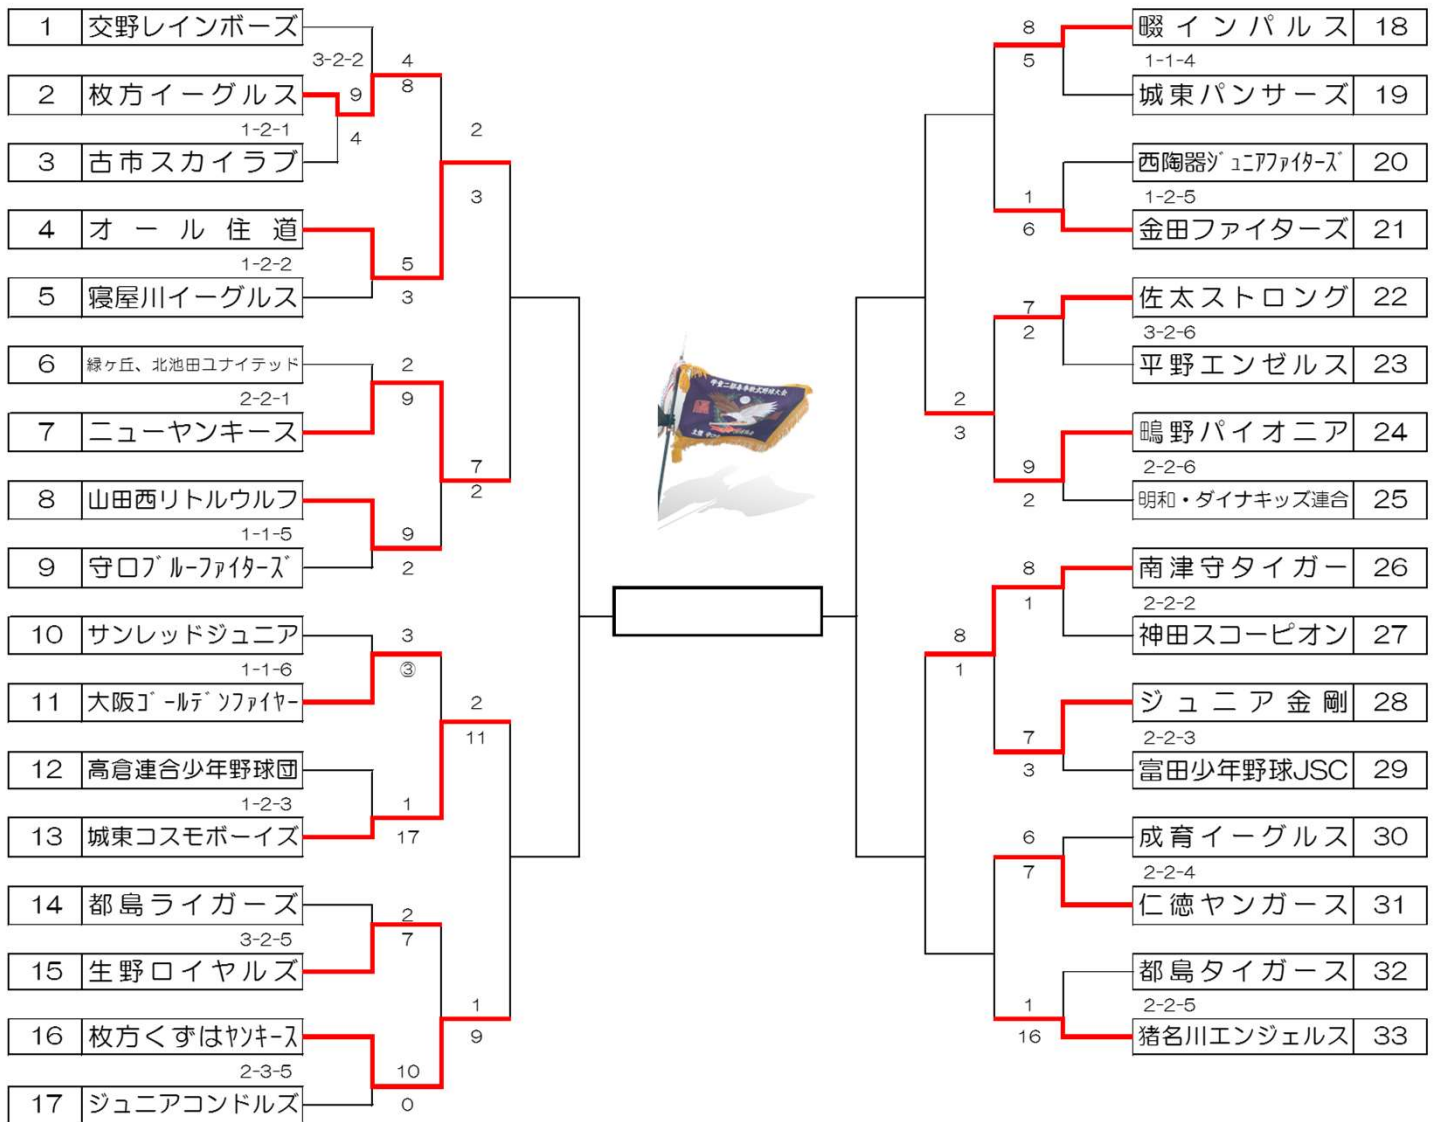 1 交野レインボーズ
3-2-2
4
8
2 枚方イーグルス
9
4
1-2-1
3 古市スカイラブ
2
3
4 オール住道
1-2-2
5
3
5 寝屋川イーグルス
6 緑ヶ丘、北池田ユナイテッド
2
9
2-2-1
7 ニューヤンキース
7
2
8 山田西リトルウルフ
1-1-5
9
2
9 守口ブルーファイターズ
10 サンレッドジュニア
3
③
1-1-6
11 大阪ゴールデンファイヤー
2
11
12 高倉連合少年野球団
1-2-3
1
17
13 城東コスモボーイズ
14 都島ライガーズ
2
7
3-2-5
15 生野ロイヤルズ
1
9
16 枚方くずはヤンキース
2-3-5
10
0
17 ジュニアコンドルズ
8
5
畷インパルス 18
1-1-4
城東パンサーズ 19
西陶器ジュニアファイターズ 20
1-2-5
1
6
金田ファイターズ 21
7
2
佐太ストロング 22
3-2-6
平野エンゼルス 23
2
3
鴫野パイオニア 24
2-2-6
9
2
明和・ダイナキッズ連合 25
8
1
南津守タイガー 26
2-2-2
神田スコーピオン 27
8
1
ジュニア金剛 28
2-2-3
7
3
富田少年野球JSC 29
6
7
成育イーグルス 30
2-2-4
仁徳ヤンガース 31
都島タイガース 32
2-2-5
1
16
猪名川エンジェルス 33